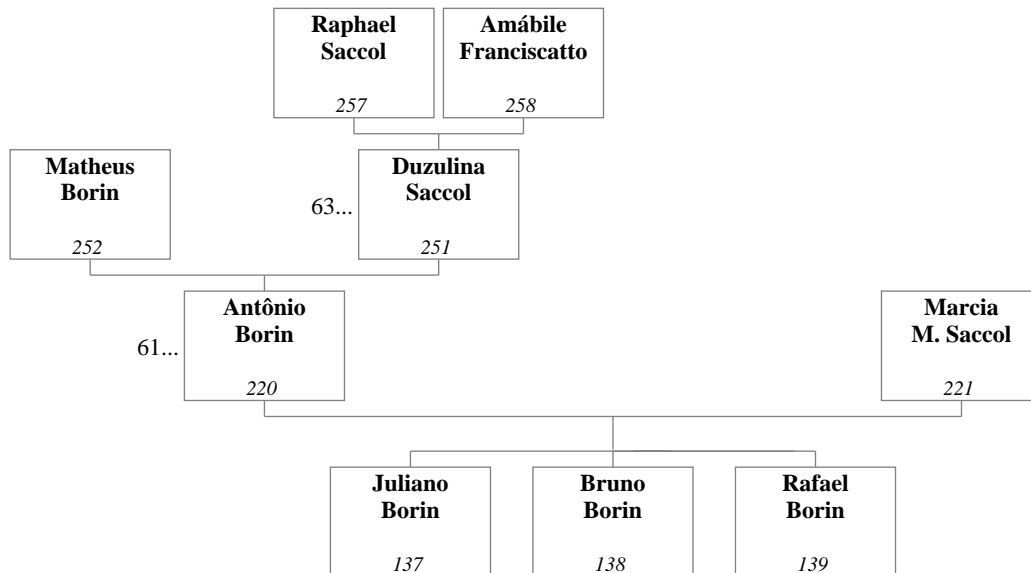 Raphael
Saccol
257
Amábile
Franciscatto
258
Matheus
Borin
252
63...
Duzulina
Saccol
251
61...
Antônio
Borin
220
Marcia
M. Saccol
221
Juliano
Borin
137
Bruno
Borin
138
Rafael
Borin
139